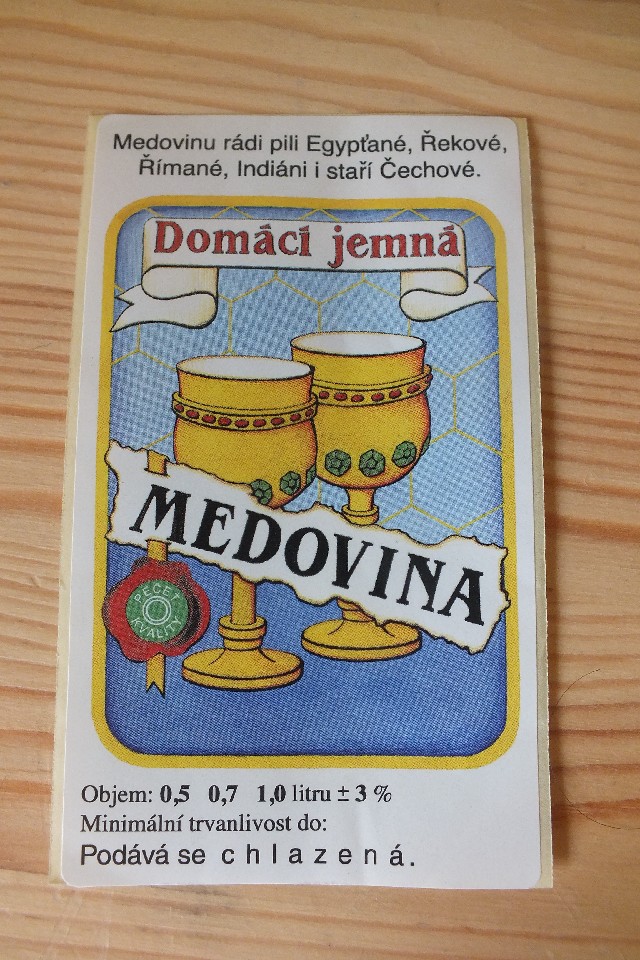 Medovinu rádi pili Egypťané, Řekové,
Římané, Indiáni i staří Čechové.
Domácí jemná
MEDOVINA
PEČEŤ
KVALITY
Objem: 0,5 0,7 1,0 litru ± 3 %
Minimální trvanlivost do:
Podává se c h l a z e n á .